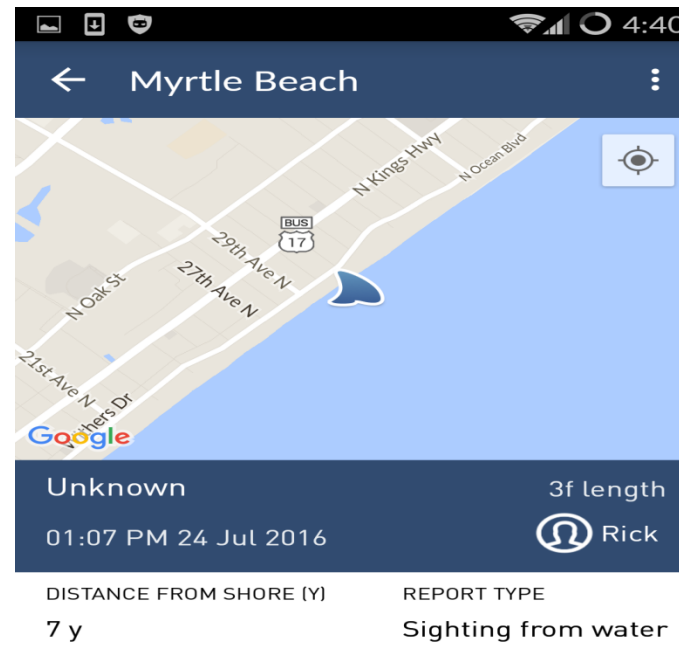 4:40
Myrtle Beach
N Kings Hwy
N Ocean Blvd
BUS
17
29th Ave N
27th Ave N
N Oak St
21st Ave N
Withers Dr
Google
Unknown
3f length
01:07 PM 24 Jul 2016
Rick
DISTANCE FROM SHORE (Y)
REPORT TYPE
7 y
Sighting from water